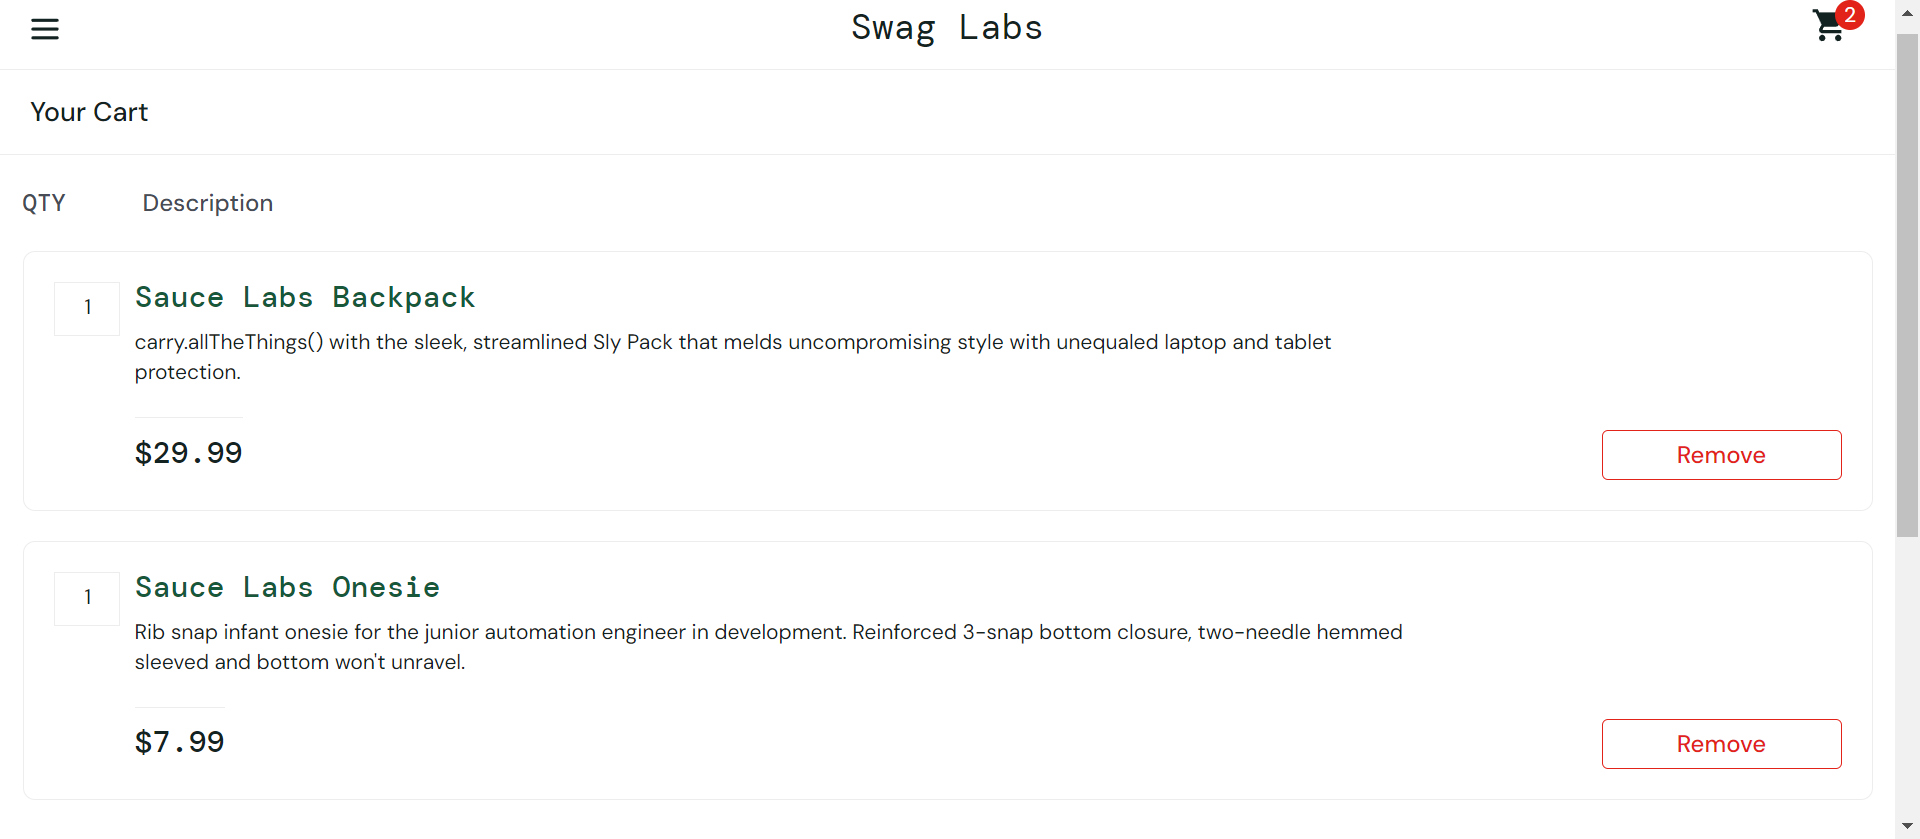 Swag Labs
2
Your Cart
QTY Description
1 Sauce Labs Backpack
carry.allTheThings() with the sleek, streamlined Sly Pack that melds uncompromising style with unequaled laptop and tablet
protection.
$29.99
Remove
1 Sauce Labs Onesie
Rib snap infant onesie for the junior automation engineer in development. Reinforced 3-snap bottom closure, two-needle hemmed
sleeved and bottom won't unravel.
$7.99
Remove